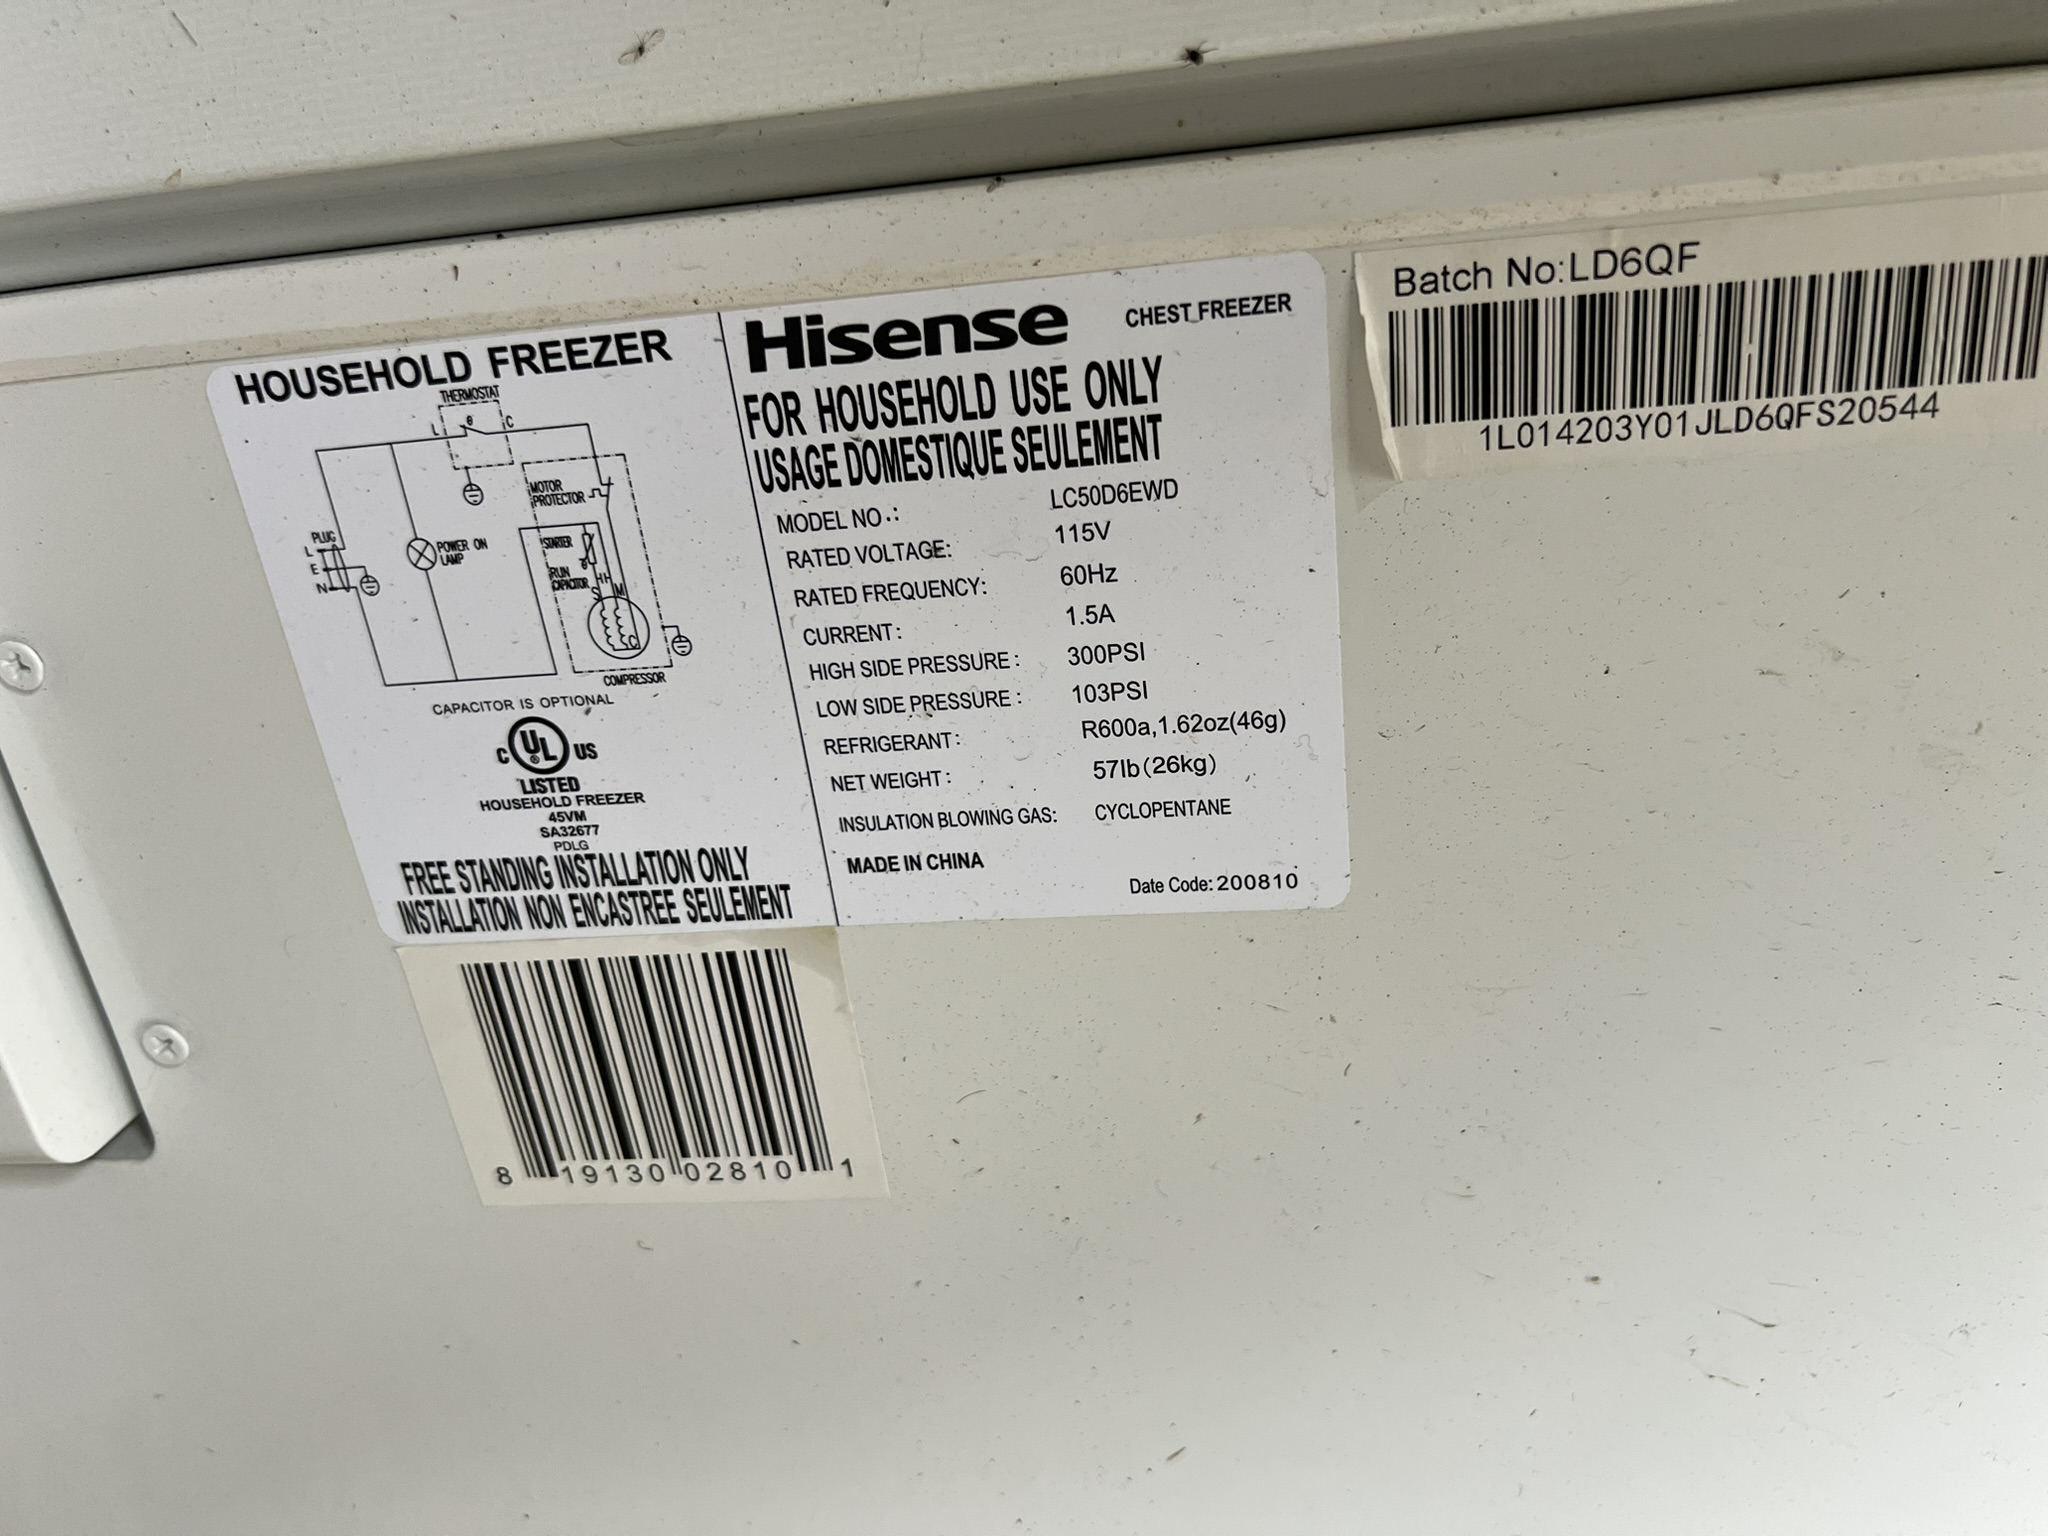 HOUSEHOLD FREEZER
THERMOSTAT
L θ C
MOTOR
PROTECTOR
PLUG
L
E
N
POWER ON
LAMP
STARTER
θ
RUN
CAPACITOR
S M
C
COMPRESSOR
CAPACITOR IS OPTIONAL
C UL ® US
LISTED
HOUSEHOLD FREEZER
45VM
SA32677
PDLG
FREE STANDING INSTALLATION ONLY
INSTALLATION NON ENCASTREE SEULEMENT
Hisense CHEST FREEZER
FOR HOUSEHOLD USE ONLY
USAGE DOMESTIQUE SEULEMENT
MODEL NO.: LC50D6EWD
RATED VOLTAGE: 115V
RATED FREQUENCY: 60Hz
CURRENT: 1.5A
HIGH SIDE PRESSURE: 300PSI
LOW SIDE PRESSURE: 103PSI
REFRIGERANT: R600a,1.62oz(46g)
NET WEIGHT: 57lb(26kg)
INSULATION BLOWING GAS: CYCLOPENTANE
MADE IN CHINA
Date Code: 200810
Batch No:LD6QF
1L014203Y01JLD6QFS20544
8 19130 02810 1